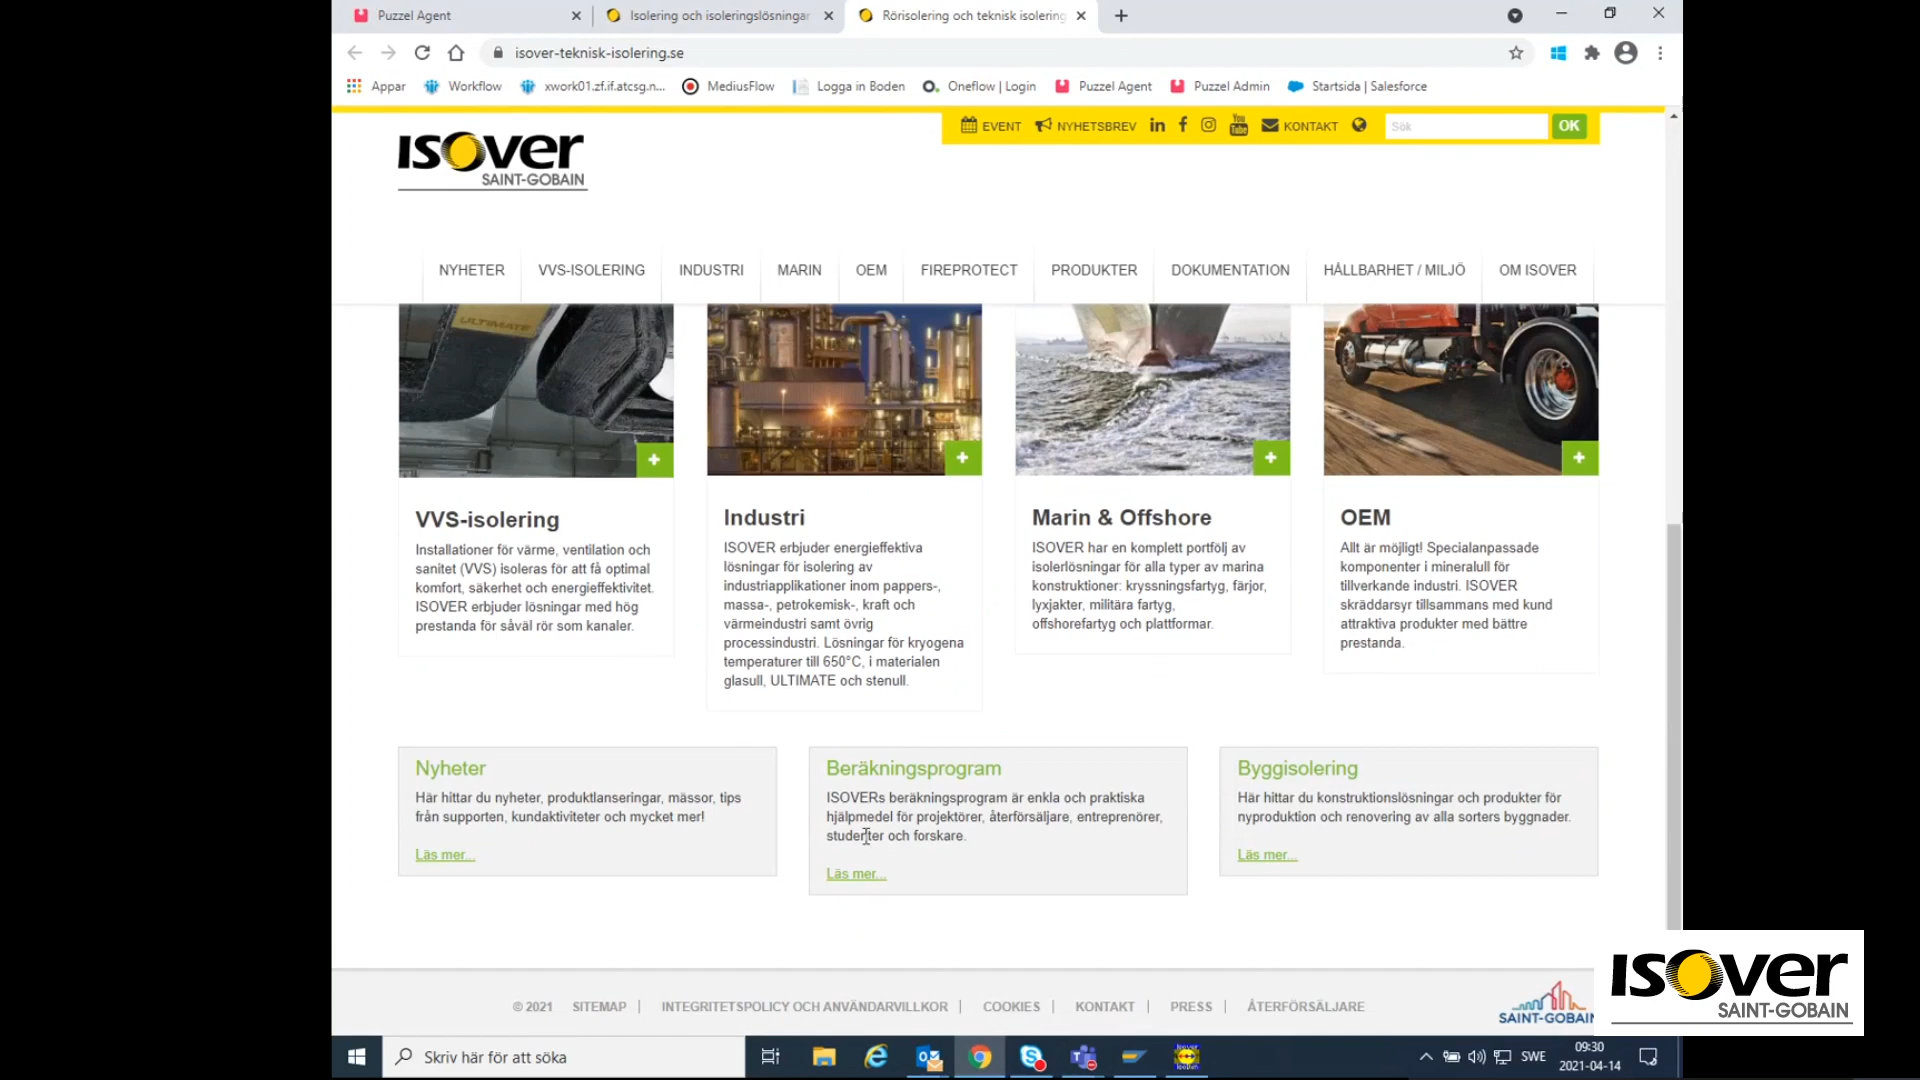 Puzzel Agent
Isolering och isoleringslösningar
Rörisolering och teknisk isolering
isover-teknisk-isolering.se
Appar
Workflow
xwork01.zf.if.atcsg.n...
MediusFlow
Logga in Boden
Oneflow | Login
Puzzel Agent
Puzzel Admin
Startsida | Salesforce
EVENT
NYHETSBREV
You
Tube
KONTAKT
Sök
OK
isover
SAINT-GOBAIN
NYHETER
VVS-ISOLERING
INDUSTRI
MARIN
OEM
FIREPROTECT
PRODUKTER
DOKUMENTATION
HÅLLBARHET / MILJÖ
OM ISOVER
ULTIMATE
VVS-isolering
Installationer för värme, ventilation och
sanitet (VVS) isoleras för att få optimal
komfort, säkerhet och energieffektivitet.
ISOVER erbjuder lösningar med hög
prestanda för såväl rör som kanaler.
Industri
ISOVER erbjuder energieffektiva
lösningar för isolering av
industriapplikationer inom pappers-,
massa-, petrokemisk-, kraft och
värmeindustri samt övrig
processindustri. Lösningar för kryogena
temperaturer till 650°C, i materialen
glasull, ULTIMATE och stenull.
Marin & Offshore
ISOVER har en komplett portfölj av
isolerlösningar för alla typer av marina
konstruktioner: kryssningsfartyg, färjor,
lyxjakter, militära fartyg,
offshorefartyg och plattformar.
OEM
Allt är möjligt! Specialanpassade
komponenter i mineralull för
tillverkande industri. ISOVER
skräddarsyr tillsammans med kund
attraktiva produkter med bättre
prestanda.
Nyheter
Här hittar du nyheter, produktlanseringar, mässor, tips
från supporten, kundaktiviteter och mycket mer!
Läs mer...
Beräkningsprogram
ISOVERs beräkningsprogram är enkla och praktiska
hjälpmedel för projektörer, återförsäljare, entreprenörer,
studenter och forskare.
Läs mer...
Byggisolering
Här hittar du konstruktionslösningar och produkter för
nyproduktion och renovering av alla sorters byggnader.
Läs mer...
© 2021
SITEMAP |
INTEGRITETSPOLICY OCH ANVÄNDARVILLKOR |
COOKIES |
KONTAKT |
PRESS |
ÅTERFÖRSÄLJARE
SAINT-GOBAIN
isover
SAINT-GOBAIN
Skriv här för att söka
SWE
09:30
2021-04-14